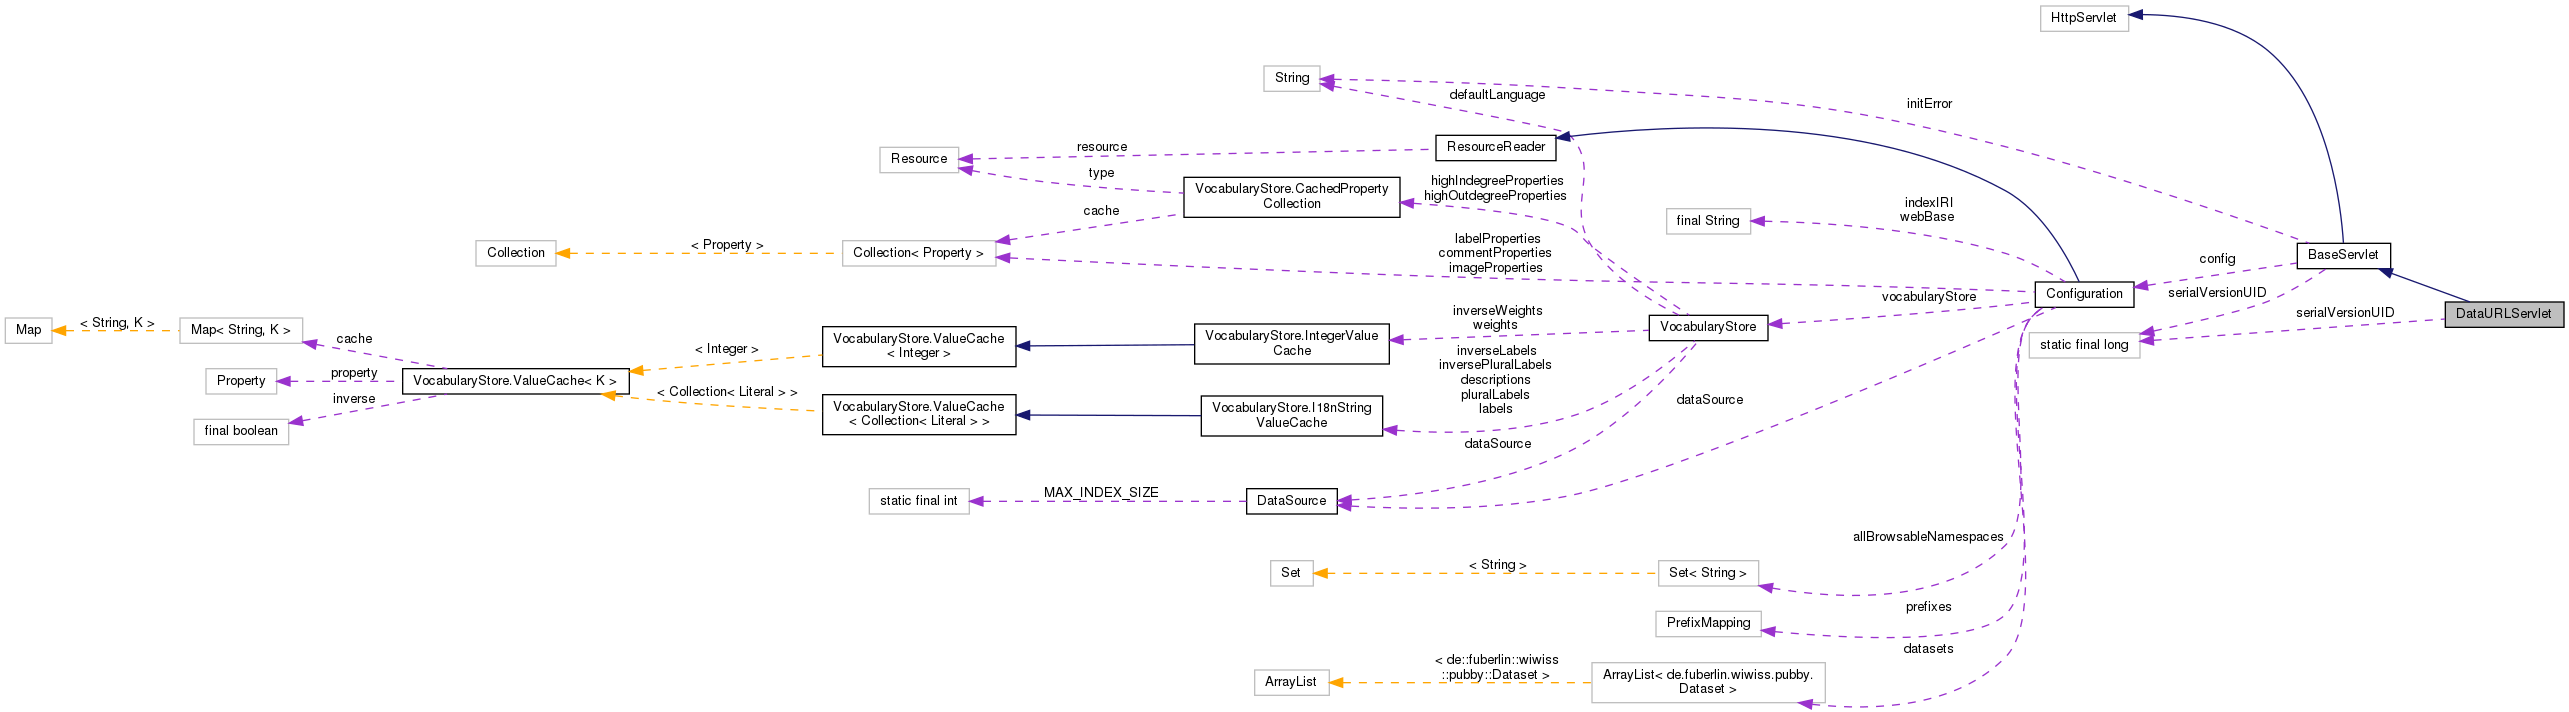 HttpServlet
String
defaultLanguage
initError
ResourceReader
resource
Resource
type
VocabularyStore.CachedProperty
Collection
highIndegreeProperties
highOutdegreeProperties
cache
indexIRI
webBase
final String
labelProperties
commentProperties
imageProperties
< Property >
Collection
Collection< Property >
config
BaseServlet
serialVersionUID
Configuration
vocabularyStore
serialVersionUID
DataURLServlet
static final long
VocabularyStore
inverseWeights
weights
< String, K >
Map
Map< String, K >
cache
VocabularyStore.ValueCache
< Integer >
VocabularyStore.IntegerValue
Cache
< Integer >
inverseLabels
inversePluralLabels
descriptions
pluralLabels
labels
property
Property
VocabularyStore.ValueCache< K >
inverse
final boolean
< Collection< Literal > >
VocabularyStore.ValueCache
< Collection< Literal > >
VocabularyStore.I18nString
ValueCache
dataSource
dataSource
MAX_INDEX_SIZE
static final int
DataSource
allBrowsableNamespaces
< String >
Set
Set< String >
prefixes
PrefixMapping
datasets
< de::fuberlin::wiwiss
::pubby::Dataset >
ArrayList
ArrayList< de.fuberlin.wiwiss.pubby.
Dataset >